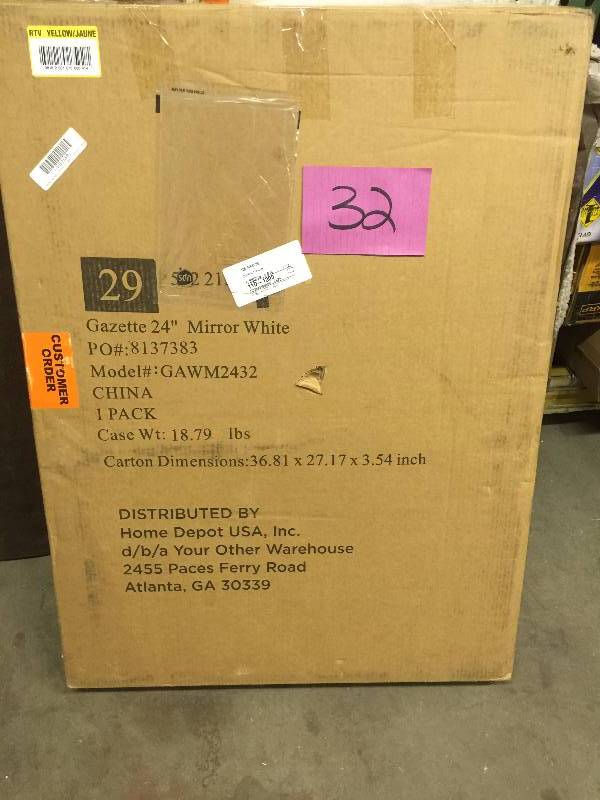 RTV YELLOW/JAUNE
32
29
Gazette 24" Mirror White
PO#:8137383
Model#:GAWM2432
CHINA
1 PACK
Case Wt: 18.79 lbs
Carton Dimensions:36.81 x 27.17 x 3.54 inch
CUSTOMER
ORDER
DISTRIBUTED BY
Home Depot USA, Inc.
d/b/a Your Other Warehouse
2455 Paces Ferry Road
Atlanta, GA 30339